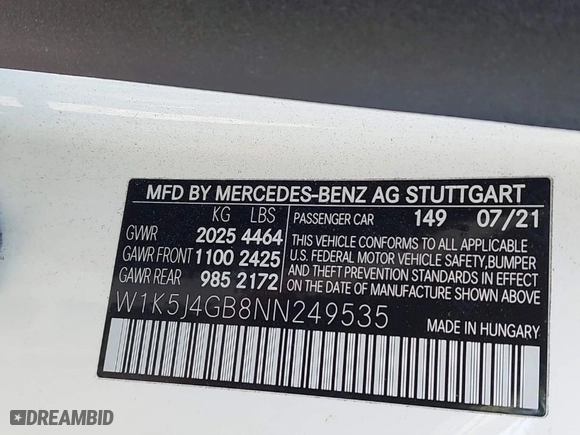 MFD BY MERCEDES-BENZ AG STUTTGART
KG LBS PASSENGER CAR 149 07/21
GVWR 2025 4464
GAWR FRONT 1100 2425
GAWR REAR 985 2172
THIS VEHICLE CONFORMS TO ALL APPLICABLE
U.S. FEDERAL MOTOR VEHICLE SAFETY,BUMPER
AND THEFT PREVENTION STANDARDS IN EFFECT
ON THE DATE OF MANUFACTURE SHOWN ABOVE.
W1K5J4GB8NN249535
MADE IN HUNGARY
DREAMBID